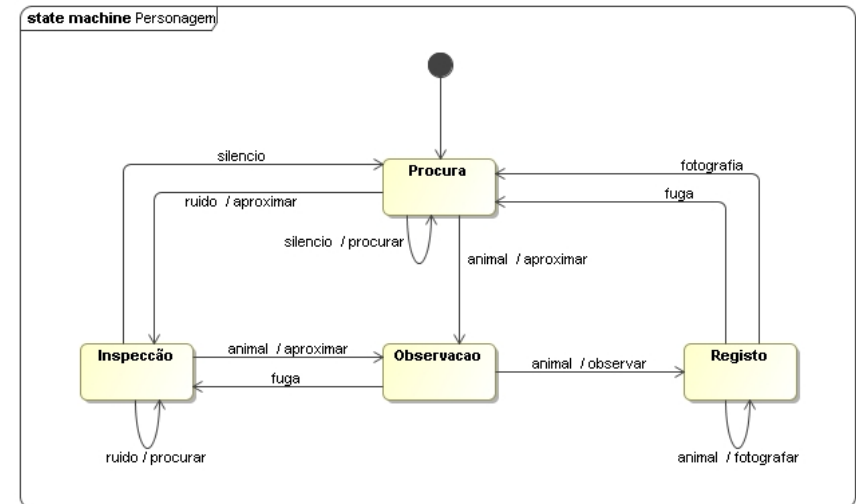 state machine Personagem
silencio
Procura
fotografia
ruido / aproximar
fuga
silencio / procurar
animal / aproximar
Inspeccão
animal / aproximar
Observacao
animal / observar
Registo
fuga
ruido / procurar
animal / fotografar